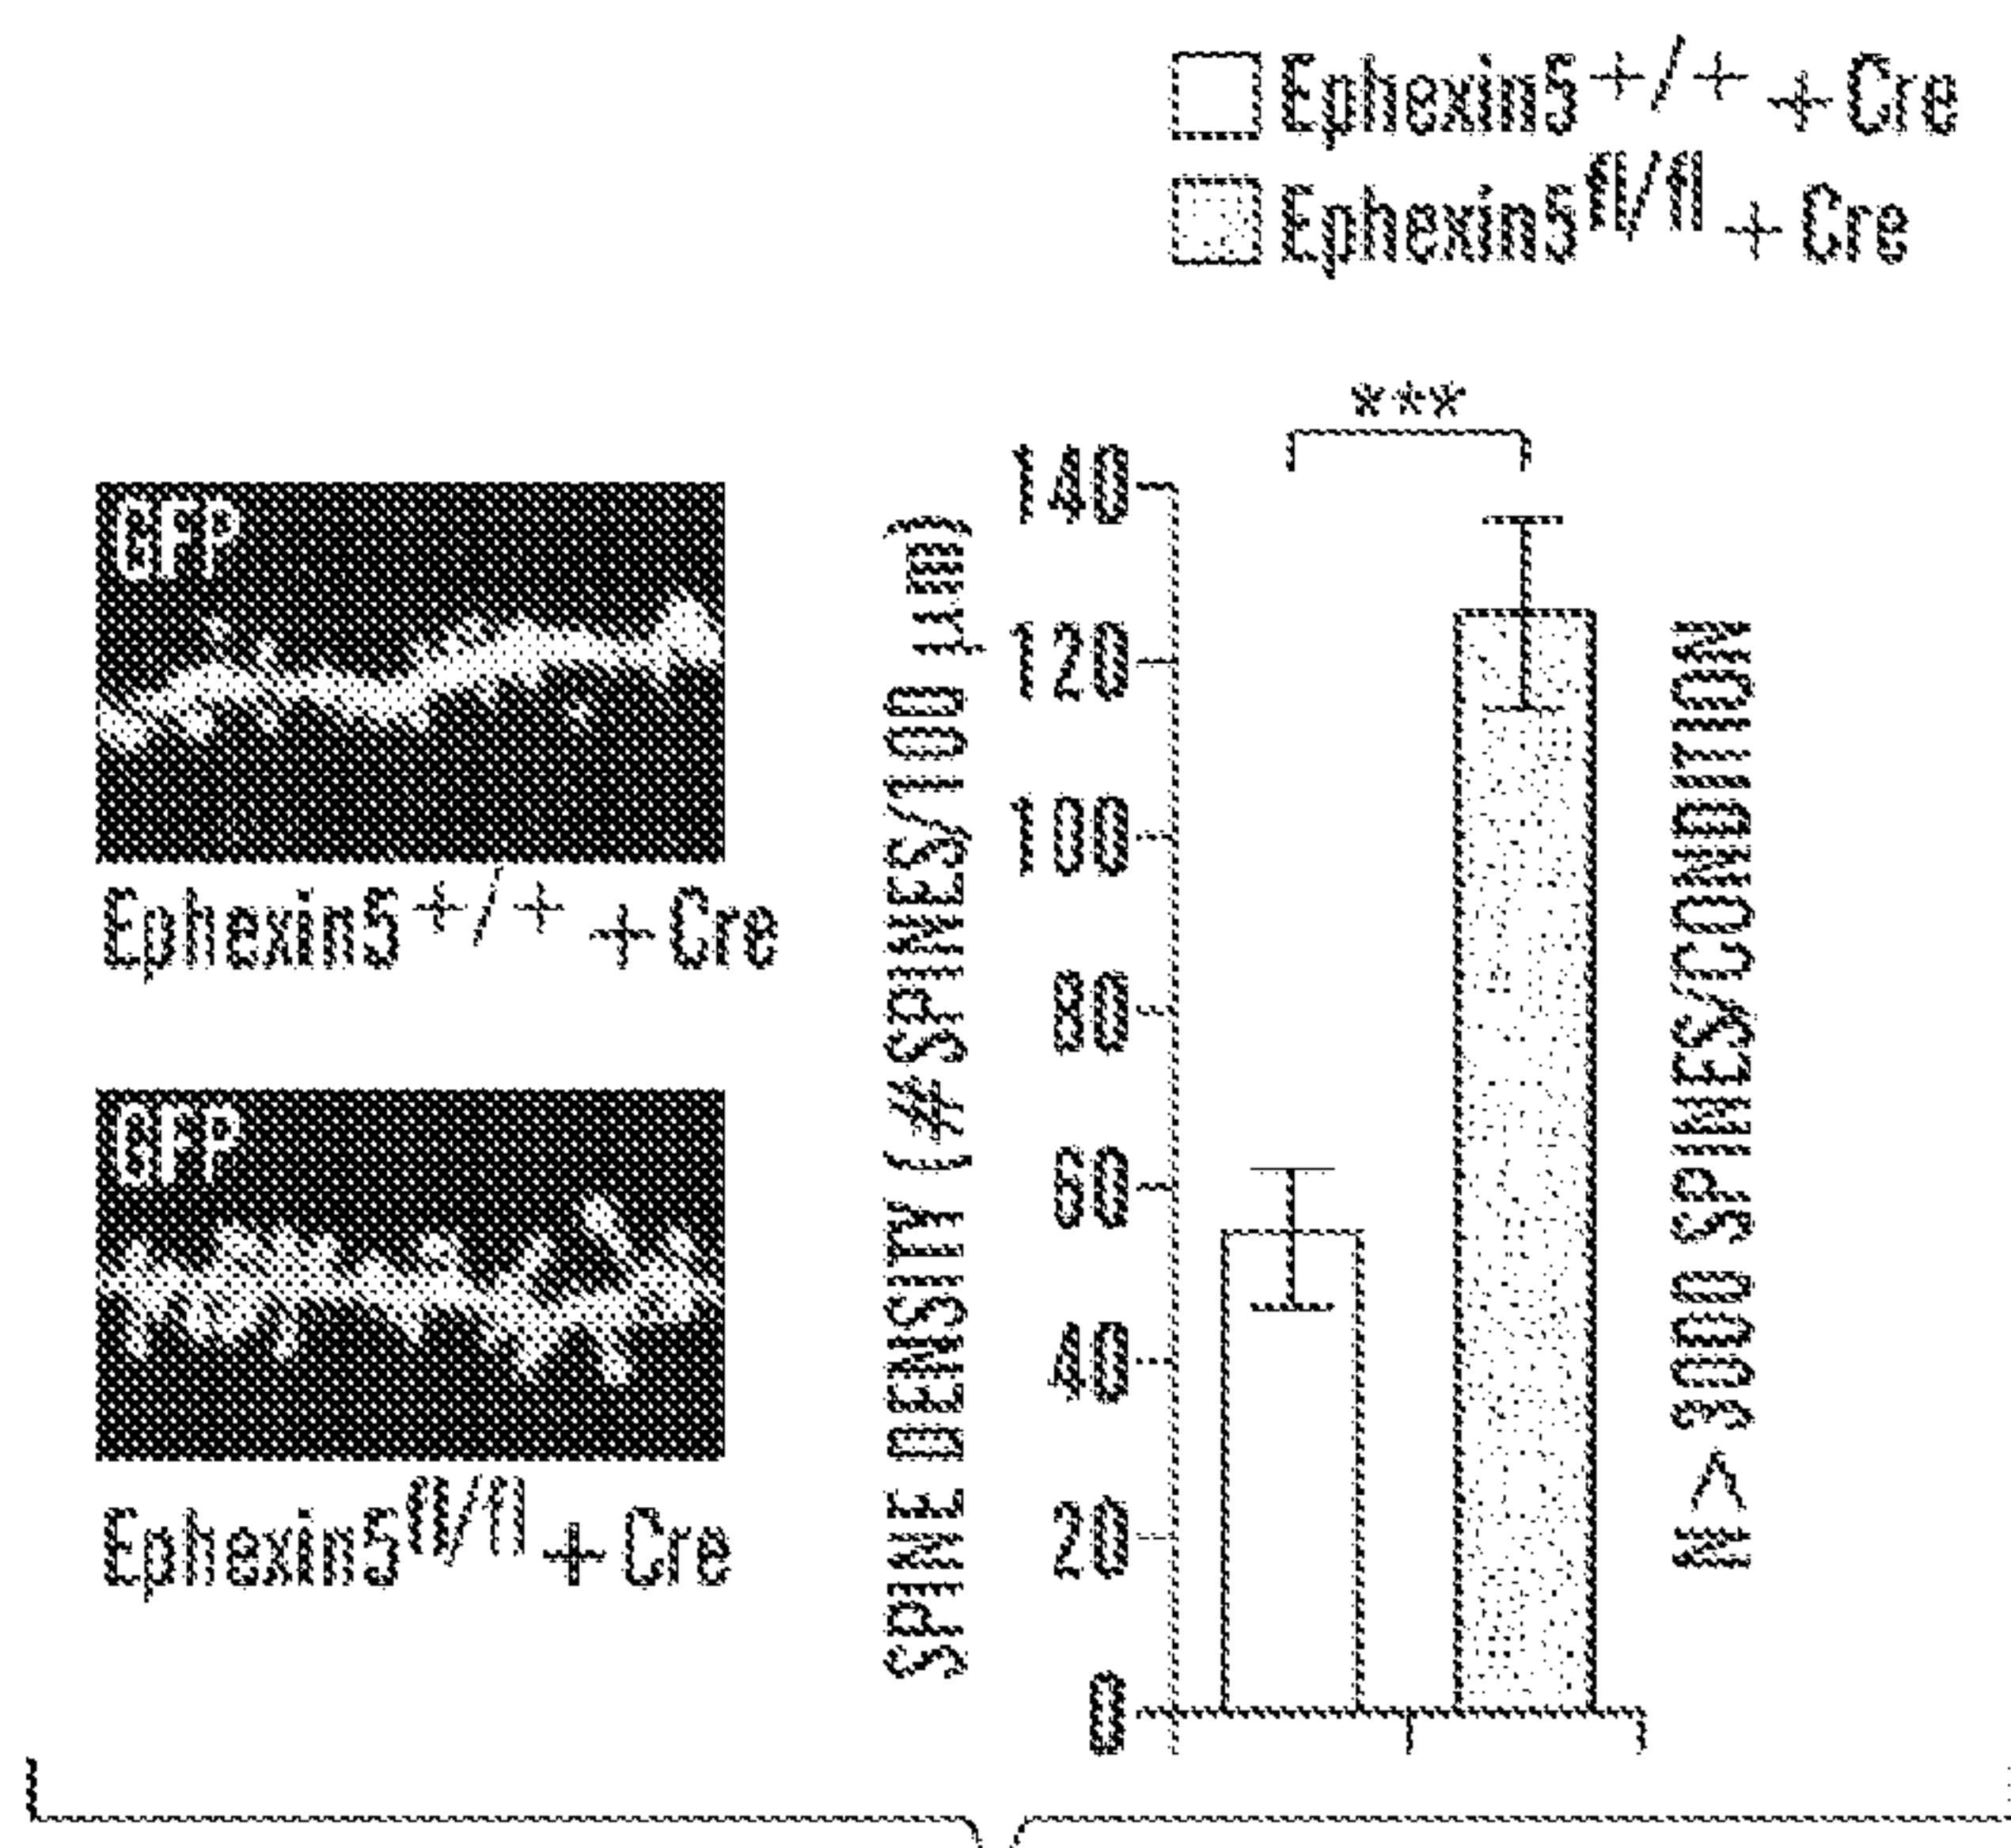 Ephexin5+/+ + Cre
Ephexin5fl/fl + Cre
GFP
Ephexin5+/+ + Cre
GFP
Ephexin5fl/fl + Cre
SPINE DENSITY (#SPINES/100 µm)
***
140
120
100
80
60
40
20
0
N > 3000 SPINES/CONDITION